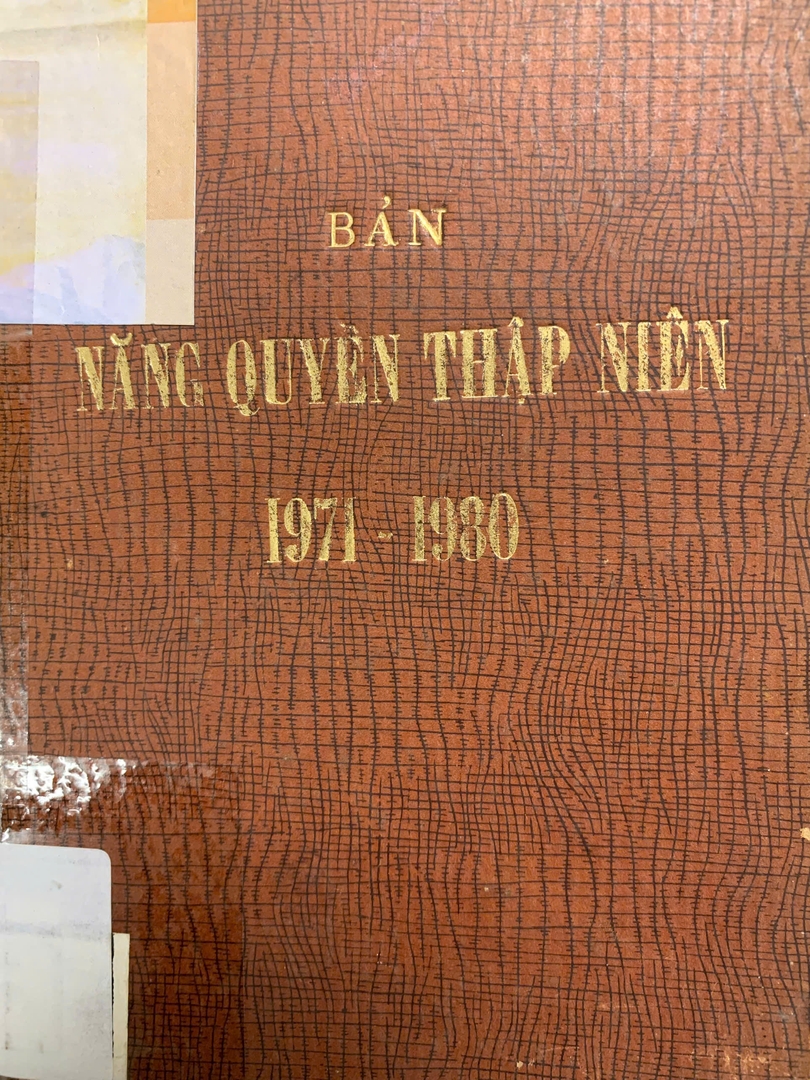 BẢN
NĂNG QUYỀN THẬP NIÊN
1971 - 1980